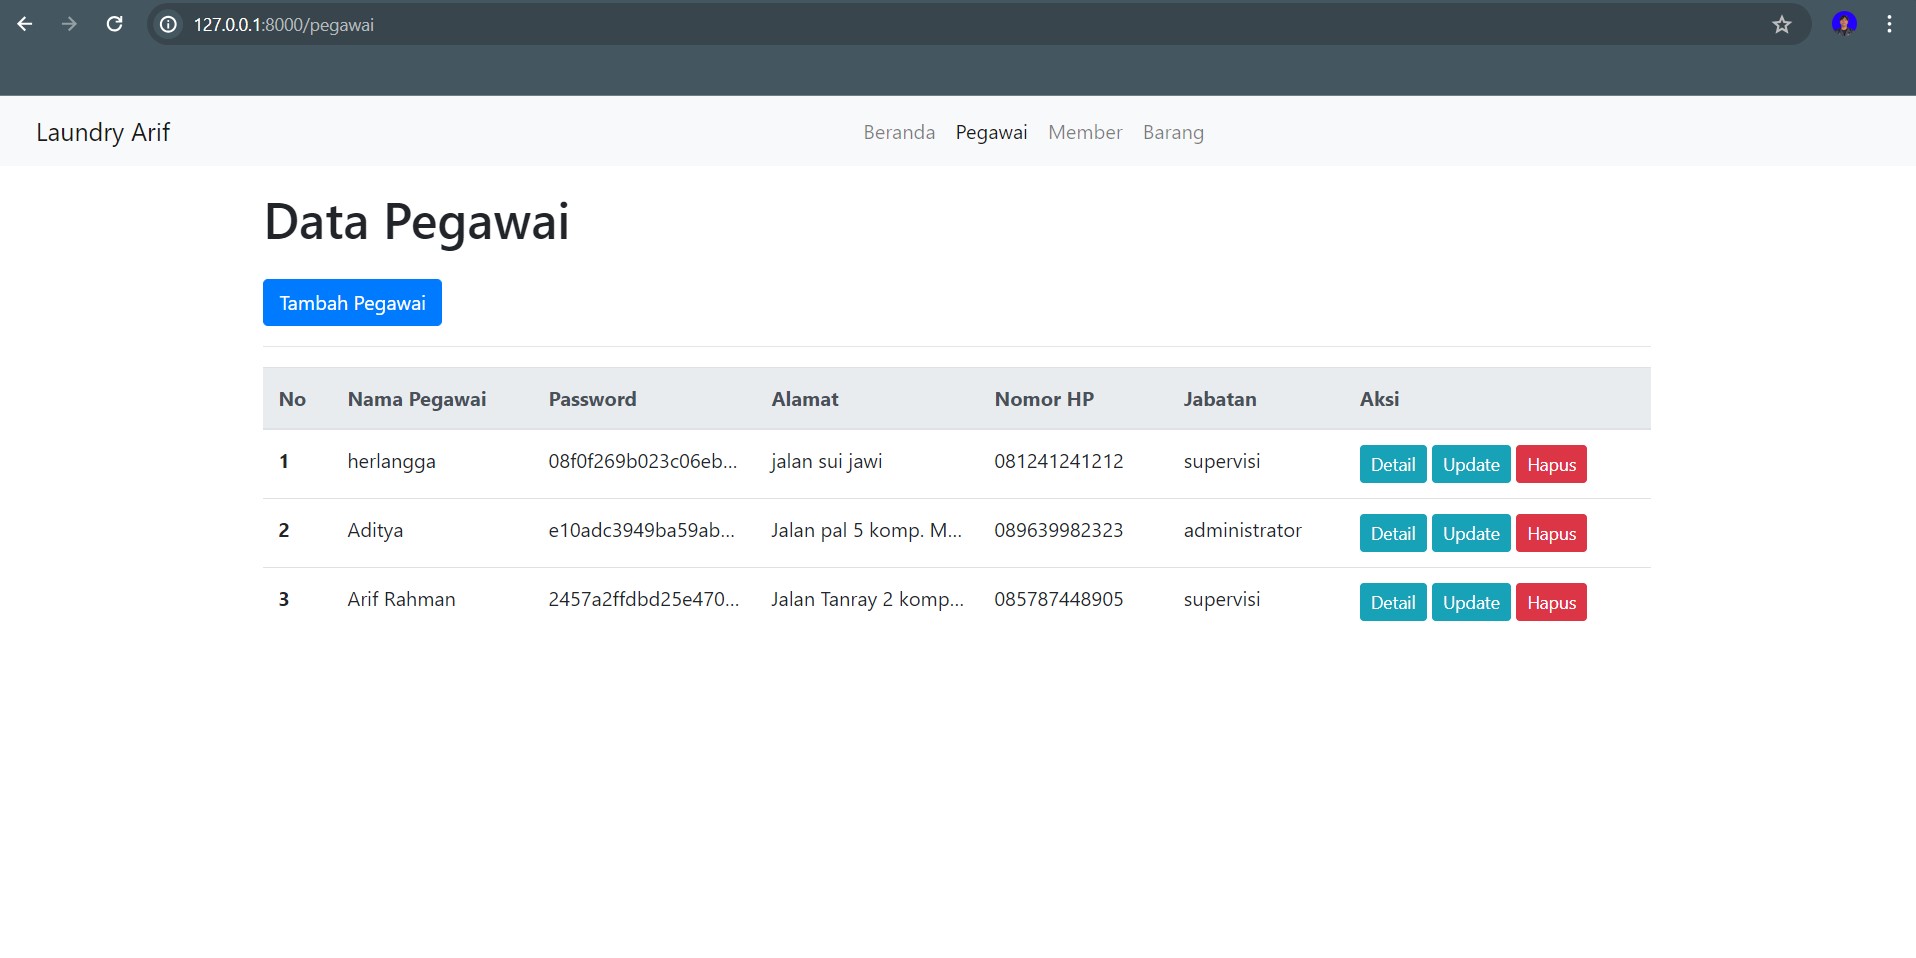 127.0.0.1:8000/pegawai
Laundry Arif Beranda Pegawai Member Barang
Data Pegawai
Tambah Pegawai
No Nama Pegawai Password Alamat Nomor HP Jabatan Aksi
1 herlangga 08f0f269b023c06eb... jalan sui jawi 081241241212 supervisi Detail Update Hapus
2 Aditya e10adc3949ba59ab... Jalan pal 5 komp. M... 089639982323 administrator Detail Update Hapus
3 Arif Rahman 2457a2ffdbd25e470... Jalan Tanray 2 komp... 085787448905 supervisi Detail Update Hapus